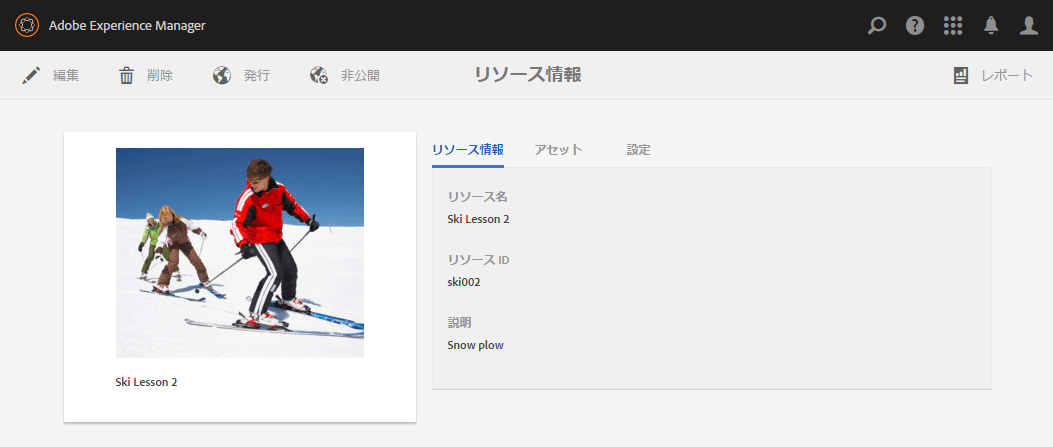 Adobe Experience Manager
編集 削除 発行 非公開 リソース情報 レポート
リソース情報 アセット 設定
リソース名
Ski Lesson 2
リソース ID
ski002
説明
Snow plow
Ski Lesson 2